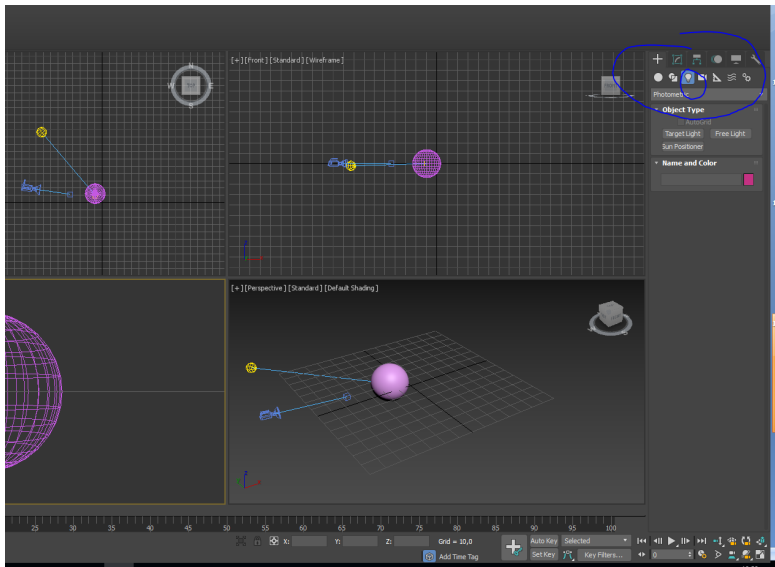 [+] [Front] [Standard] [Wireframe]
Photometric
Object Type
AutoGrid
Target Light Free Light
Sun Positioner
Name and Color
N
W E
S
[+] [Perspective] [Standard] [Default Shading]
25 30 35 40 45 50 55 60 65 70 75 80 85 90 95 100
X: Y: Z: Grid = 10,0
Auto Key Selected
Add Time Tag
Set Key Key Filters...
0